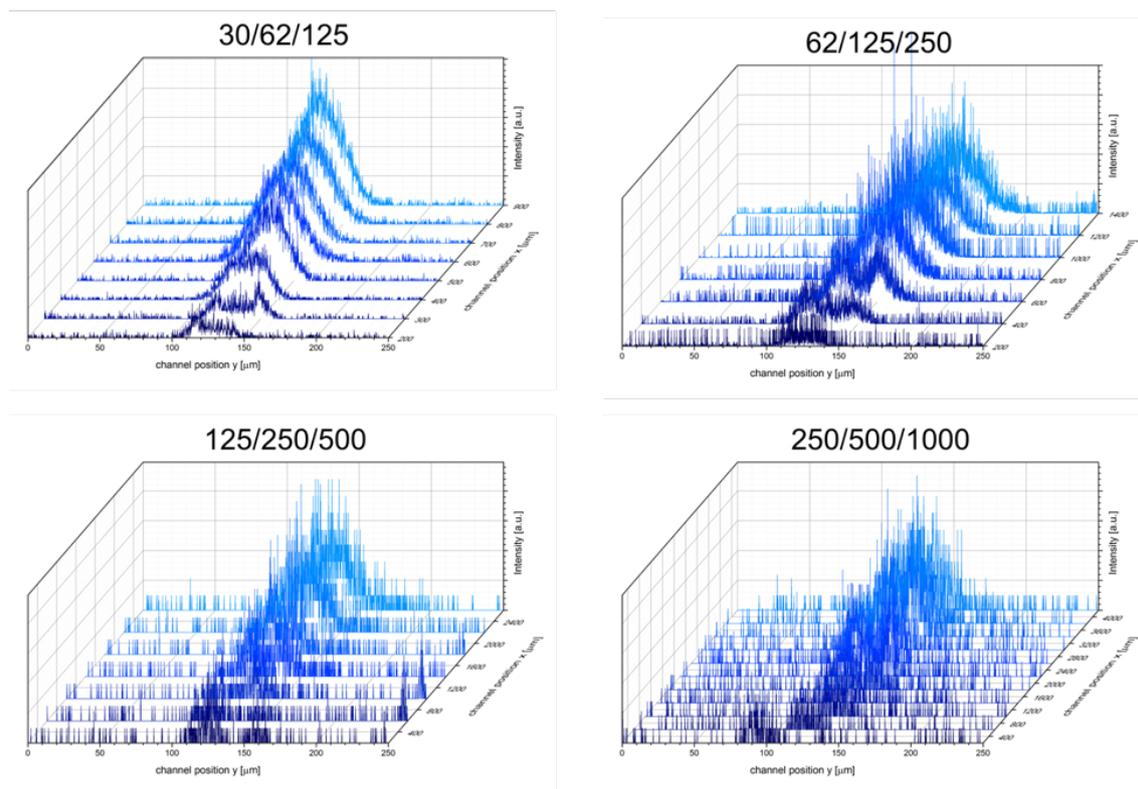 30/62/125
Intensity [a.u.]
900
800
700
600
500
400
300
200
channel position x [µm]
0 50 100 150 200 250
channel position y [µm]
62/125/250
Intensity [a.u.]
1400
1200
1000
800
600
400
200
channel position x [µm]
0 50 100 150 200 250
channel position y [µm]
125/250/500
Intensity [a.u.]
2400
2000
1600
1200
800
400
channel position x [µm]
0 50 100 150 200 250
channel position y [µm]
250/500/1000
Intensity [a.u.]
4000
3600
3200
2800
2400
2000
1600
1200
800
400
channel position x [µm]
0 50 100 150 200 250
channel position y [µm]